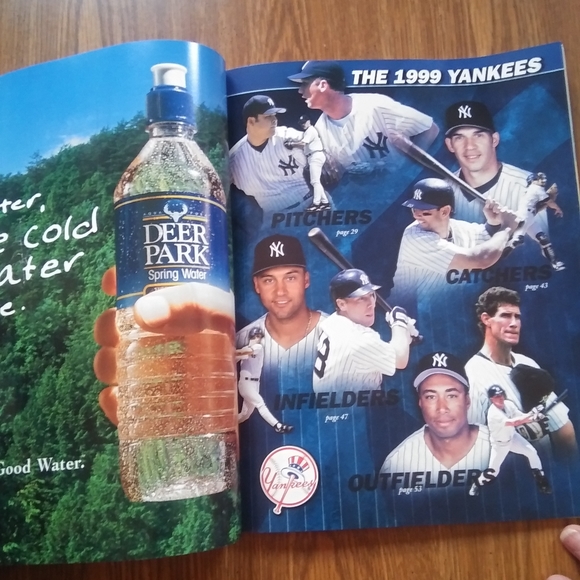 ter,
e cold
ater
e.
DEER
PARK
Spring Water
Good Water.
THE 1999 YANKEES
PITCHERS
page 29
CATCHERS
page 43
INFIELDERS
page 47
OUTFIELDERS
page 53
Yankees